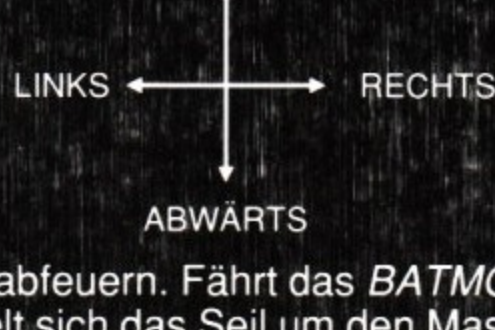 LINKS RECHTS
ABWÄRTS
abfeuern. Fährt das
sich das Seil um den